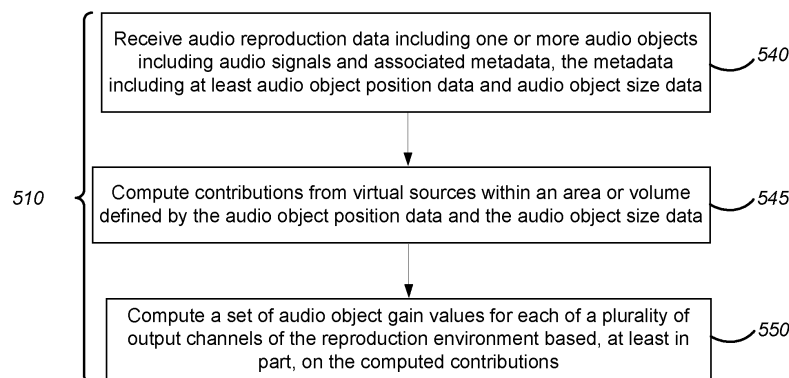 Receive audio reproduction data including one or more audio objects
including audio signals and associated metadata, the metadata
including at least audio object position data and audio object size data
540
510
Compute contributions from virtual sources within an area or volume
defined by the audio object position data and the audio object size data
545
Compute a set of audio object gain values for each of a plurality of
output channels of the reproduction environment based, at least in
part, on the computed contributions
550